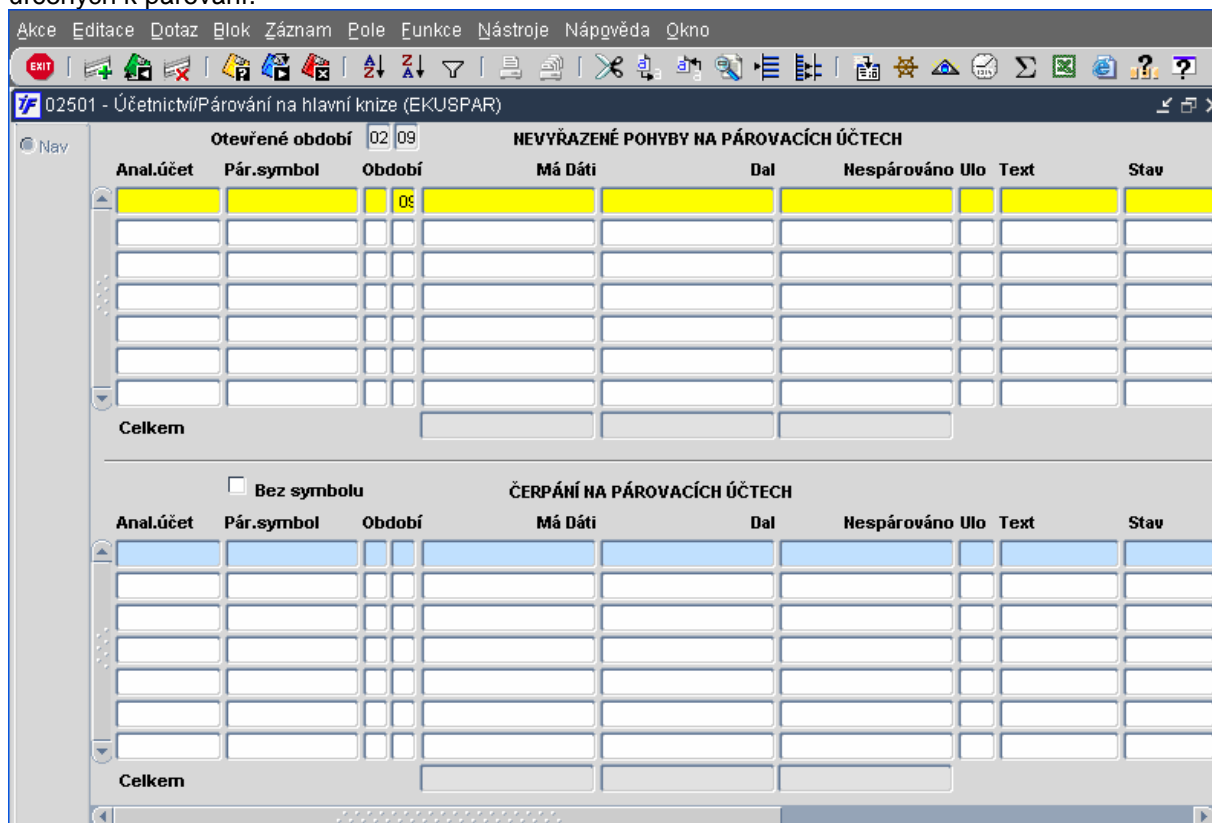 určených k párování.
Akce Editace Dotaz Blok Záznam Pole Funkce Nástroje Nápověda Okno
EXIT
02501 - Účetnictví/Párování na hlavní knize (EKUSPAR)
Nav
Otevřené období 02 09 NEVYŘAZENÉ POHYBY NA PÁROVACÍCH ÚČTECH
Anal.účet Pár.symbol Období Má Dáti Dal Nespárováno Ulo Text Stav
09
Celkem
Bez symbolu ČERPÁNÍ NA PÁROVACÍCH ÚČTECH
Anal.účet Pár.symbol Období Má Dáti Dal Nespárováno Ulo Text Stav
Celkem